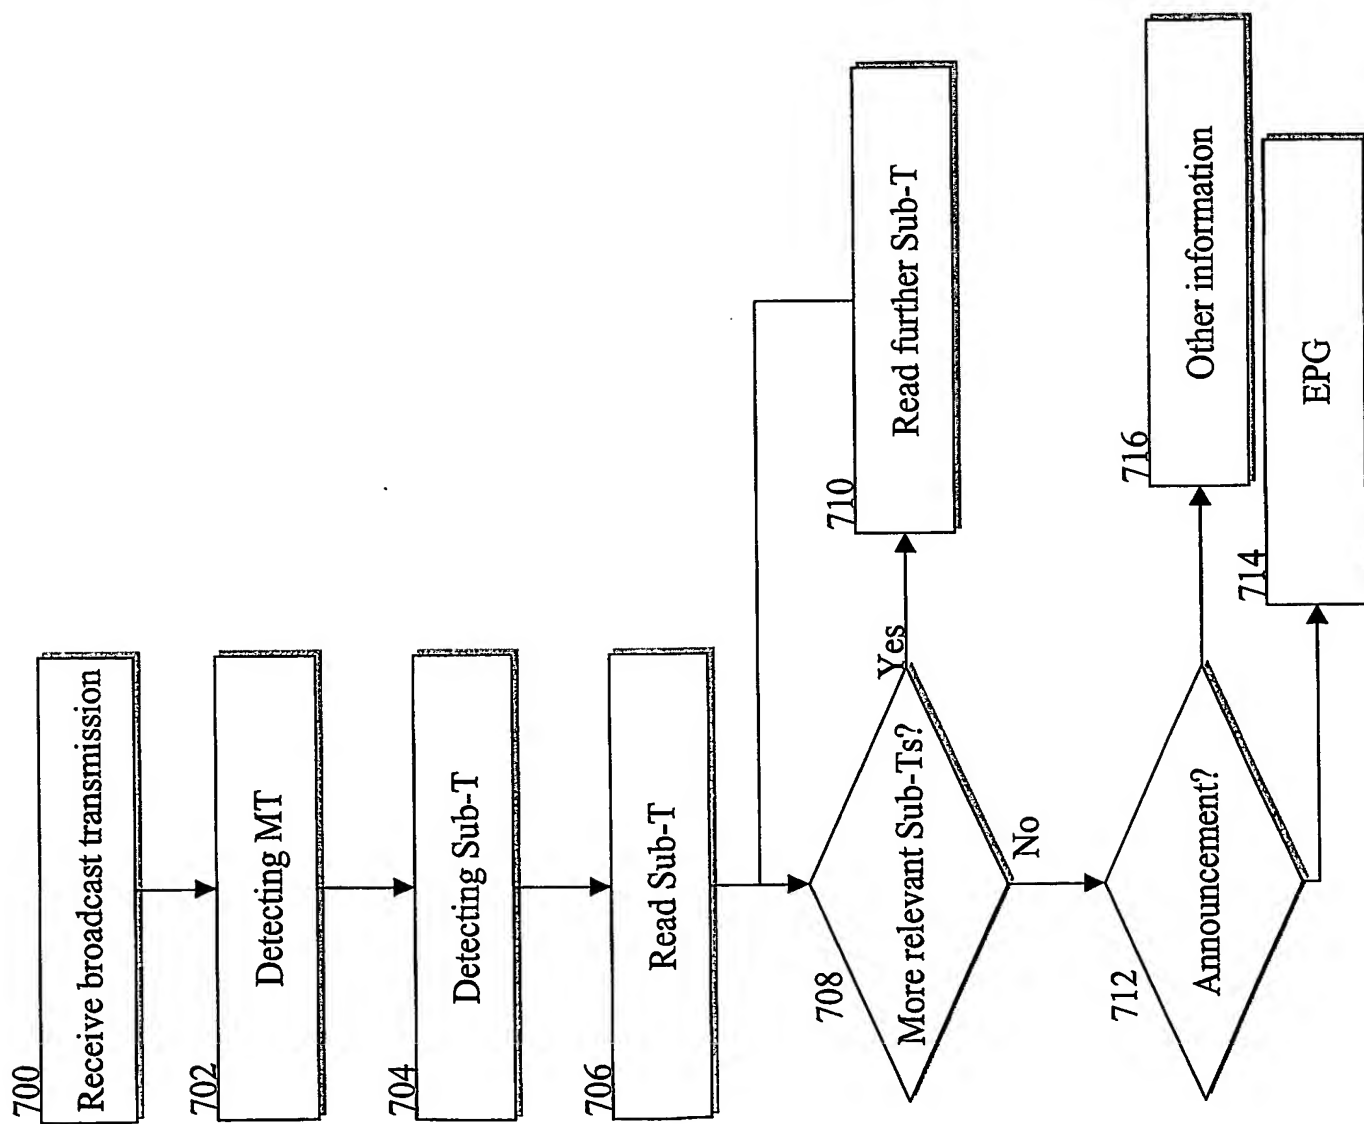 700
Receive broadcast transmission
702
Detecting MT
704
Detecting Sub-T
706
Read Sub-T
708
More relevant Sub-Ts?
Yes
710
Read further Sub-T
No
712
Announcement?
716
Other information
714
EPG